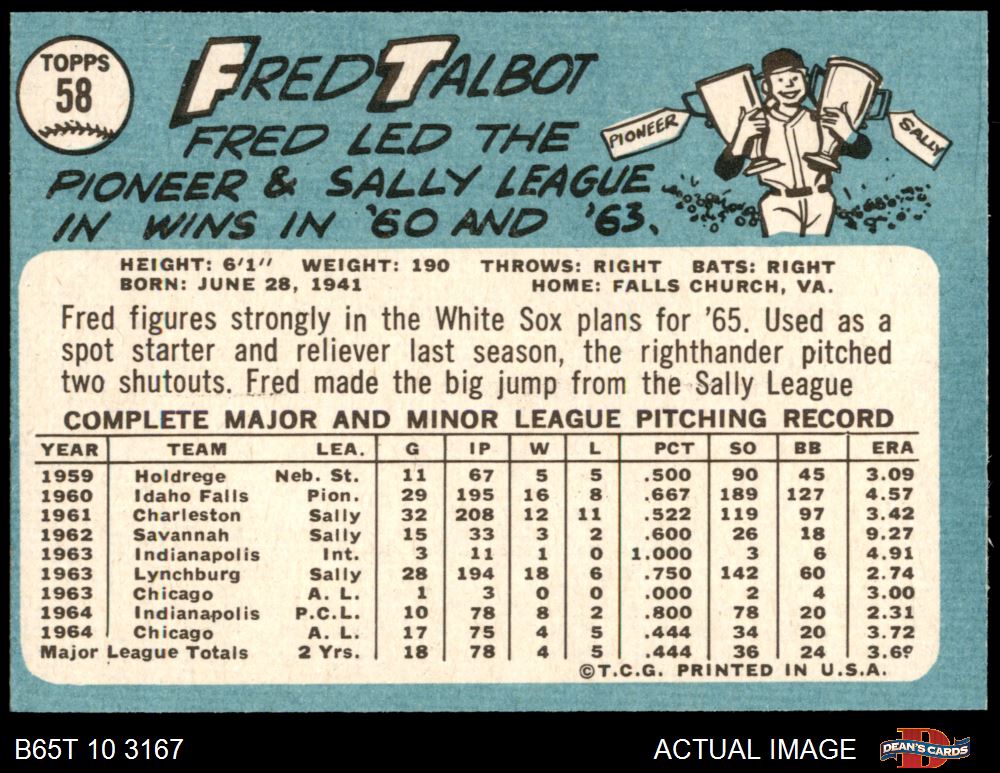 TOPPS
58
FRED TALBOT
FRED LED THE
PIONEER & SALLY LEAGUE
IN WINS IN '60 AND '63.
PIONEER
SALLY
HEIGHT: 6'1" WEIGHT: 190 THROWS: RIGHT BATS: RIGHT
BORN: JUNE 28, 1941 HOME: FALLS CHURCH, VA.
Fred figures strongly in the White Sox plans for '65. Used as a
spot starter and reliever last season, the righthander pitched
two shutouts. Fred made the big jump from the Sally League
COMPLETE MAJOR AND MINOR LEAGUE PITCHING RECORD
YEAR TEAM LEA. G IP W L PCT SO BB ERA
1959 Holdrege Neb. St. 11 67 5 5 .500 90 45 3.09
1960 Idaho Falls Pion. 29 195 16 8 .667 189 127 4.57
1961 Charleston Sally 32 208 12 11 .522 119 97 3.42
1962 Savannah Sally 15 33 3 2 .600 26 18 9.27
1963 Indianapolis Int. 3 11 1 0 1.000 3 6 4.91
1963 Lynchburg Sally 28 194 18 6 .750 142 60 2.74
1963 Chicago A. L. 1 3 0 0 .000 2 4 3.00
1964 Indianapolis P.C.L. 10 78 8 2 .800 78 20 2.31
1964 Chicago A. L. 17 75 4 5 .444 34 20 3.72
Major League Totals 2 Yrs. 18 78 4 5 .444 36 24 3.69
©T.C.G. PRINTED IN U.S.A.
B65T 10 3167 ACTUAL IMAGE DEAN'S CARDS